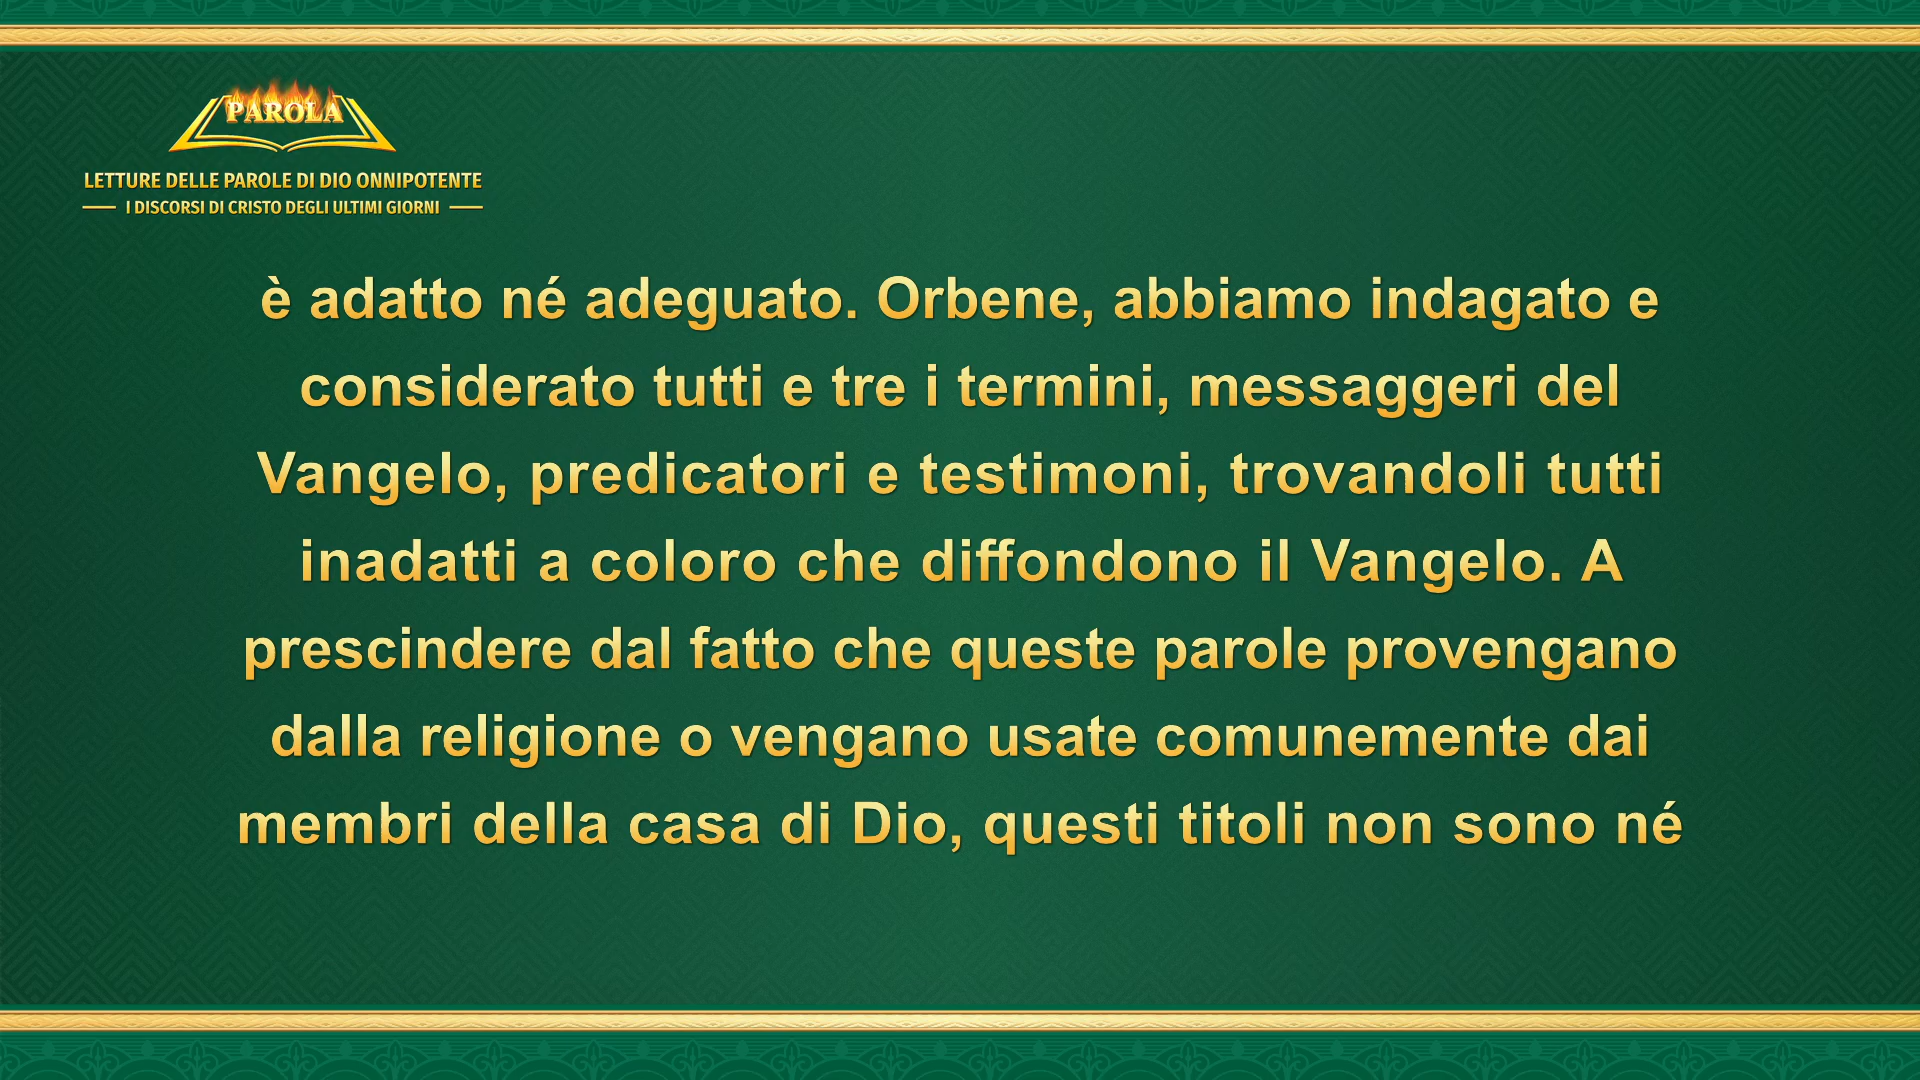 PAROLA
LETTURE DELLE PAROLE DI DIO ONNIPOTENTE
I DISCORSI DI CRISTO DEGLI ULTIMI GIORNI
è adatto né adeguato. Orbene, abbiamo indagato e
considerato tutti e tre i termini, messaggeri del
Vangelo, predicatori e testimoni, trovandoli tutti
inadatti a coloro che diffondono il Vangelo. A
prescindere dal fatto che queste parole provengano
dalla religione o vengano usate comunemente dai
membri della casa di Dio, questi titoli non sono né